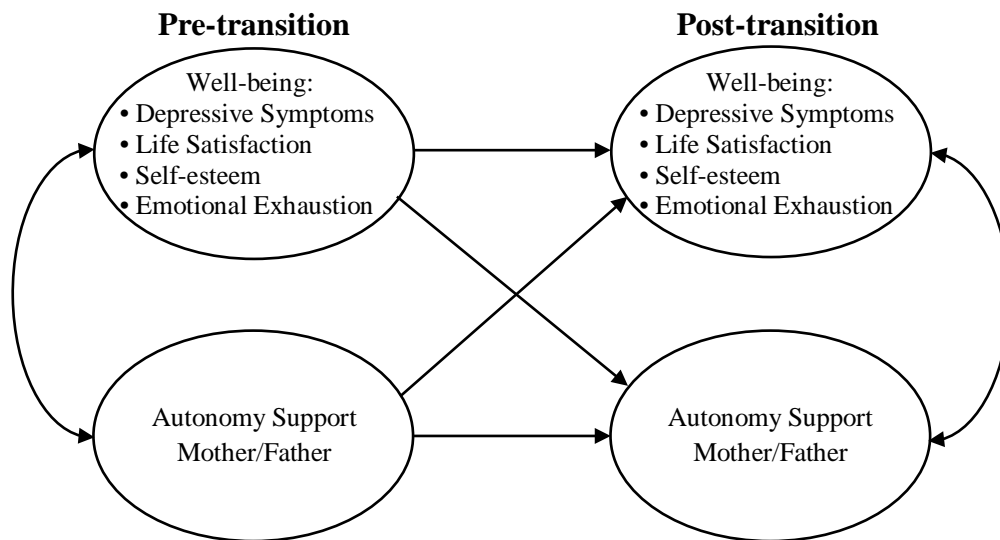 Pre-transition
Post-transition
Well-being:
• Depressive Symptoms
• Life Satisfaction
• Self-esteem
• Emotional Exhaustion
Well-being:
• Depressive Symptoms
• Life Satisfaction
• Self-esteem
• Emotional Exhaustion
Autonomy Support
Mother/Father
Autonomy Support
Mother/Father